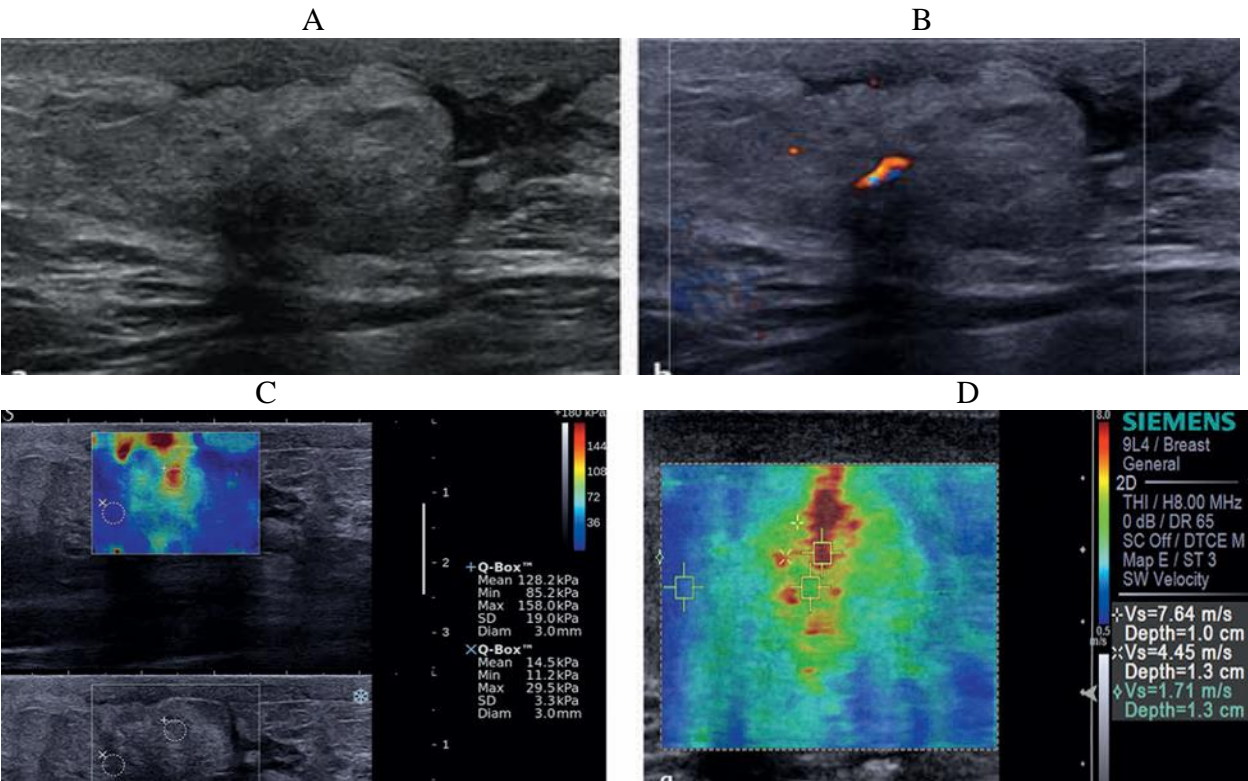 A
B
a
b
C
D
S
+180 kPa
144
108
72
36
1
2
3
1
+Q-Box™
Mean 128.2kPa
Min 85.2kPa
Max 158.0kPa
SD 19.0kPa
Diam 3.0mm
×Q-Box™
Mean 14.5kPa
Min 11.2kPa
Max 29.5kPa
SD 3.3kPa
Diam 3.0mm
8.0
0.5
m/s
SIEMENS
9L4 / Breast
General
2D
THI / H8.00 MHz
0 dB / DR 65
SC Off / DTCE M
Map E / ST 3
SW Velocity
Vs=7.64 m/s
Depth=1.0 cm
Vs=4.45 m/s
Depth=1.3 cm
Vs=1.71 m/s
Depth=1.3 cm